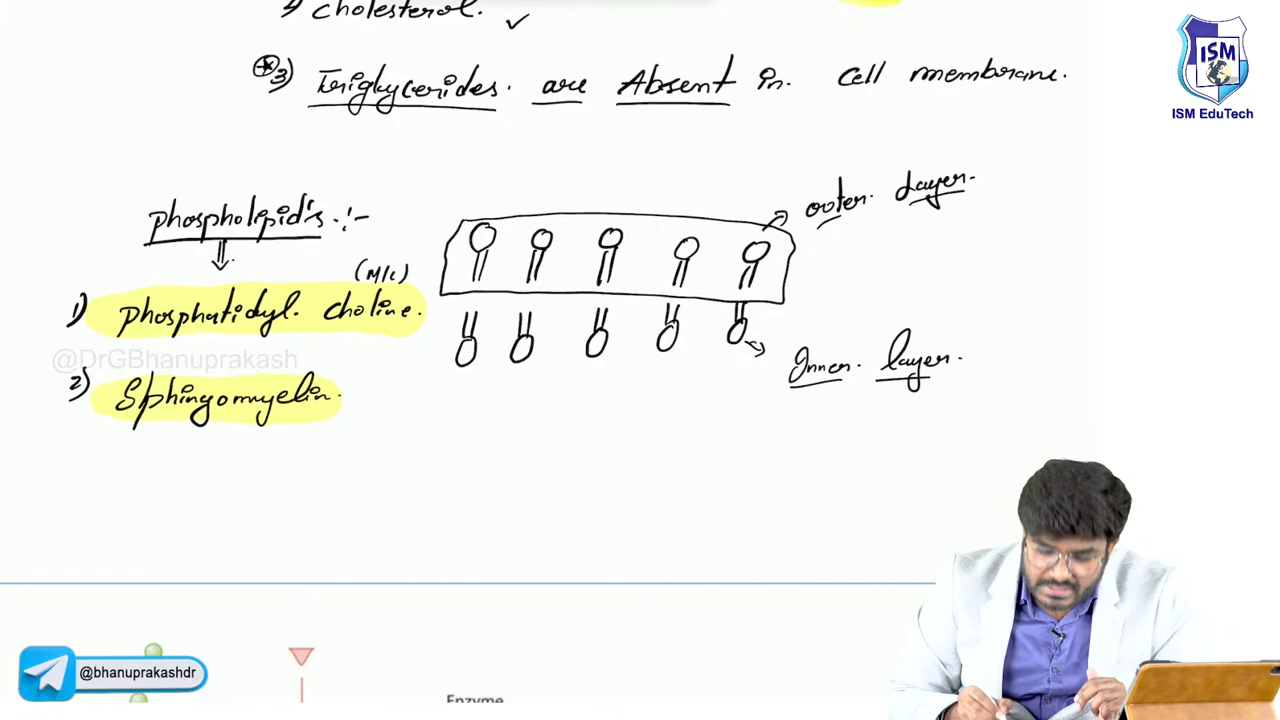 cholesterol.
ISM
ISM EduTech
3) Triglycerides. are Absent in. cell membrane.
outer. Layer.
phospholipids :-
(M/c)
1) phosphatidyl. choline.
@DrGBhanuprakash
Inner. layer.
2) Sphingomyelin.
@bhanuprakashdr
Enzyme